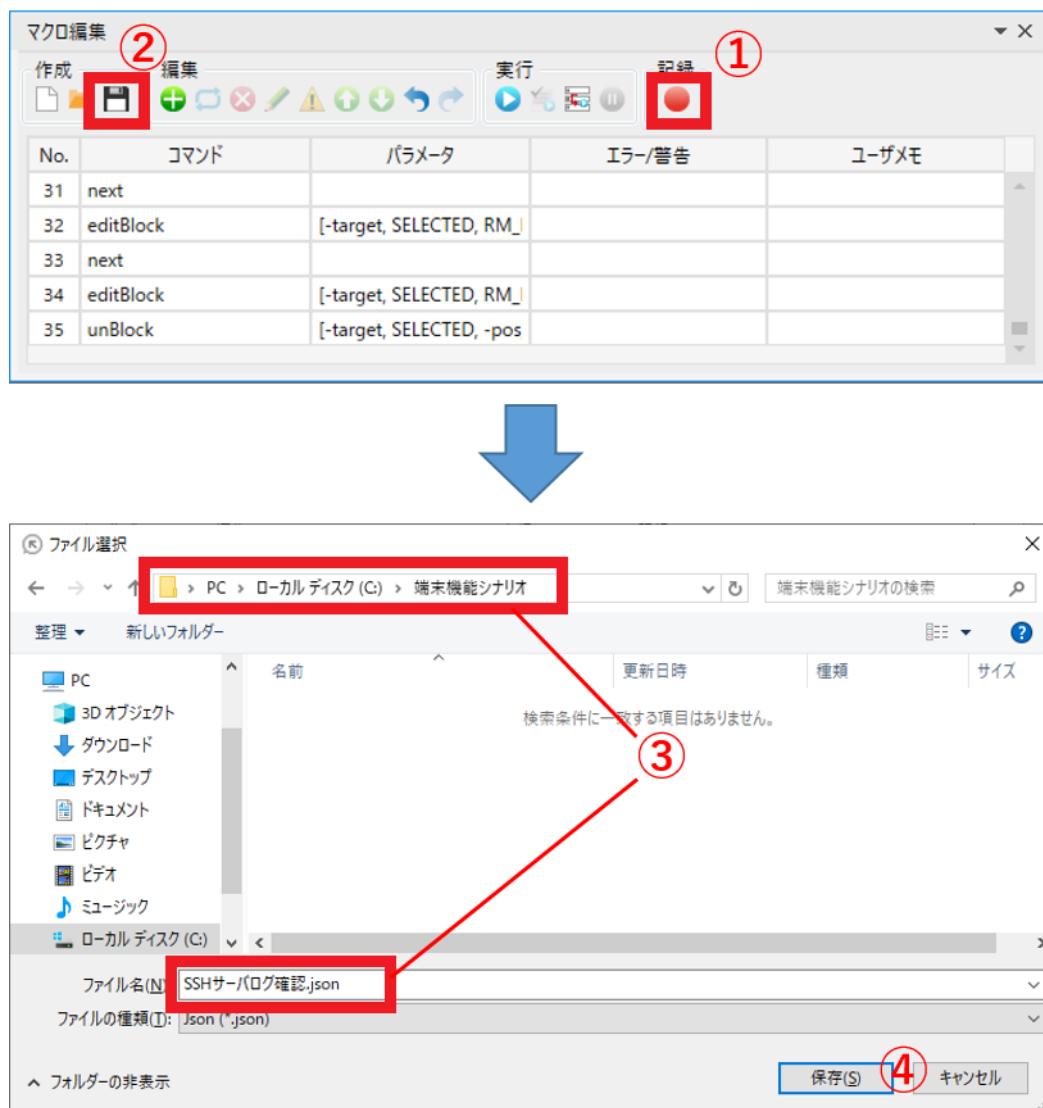 マクロ編集
②
①
作成
編集
実行
記録
No. コマンド パラメータ エラー/警告 ユーザメモ
31 next
32 editBlock [-target, SELECTED, RM_
33 next
34 editBlock [-target, SELECTED, RM_
35 unBlock [-target, SELECTED, -pos
ファイル選択
PC › ローカル ディスク (C:) › 端末機能シナリオ
端末機能シナリオの検索
整理
新しいフォルダー
名前 更新日時 種類 サイズ
検索条件に一致する項目はありません。
③
PC
3D オブジェクト
ダウンロード
デスクトップ
ドキュメント
ピクチャ
ビデオ
ミュージック
ローカル ディスク (C:)
ファイル名(N) SSHサーバログ確認.json
ファイルの種類(T): Json (*.json)
フォルダーの非表示
保存(S)
④
キャンセル